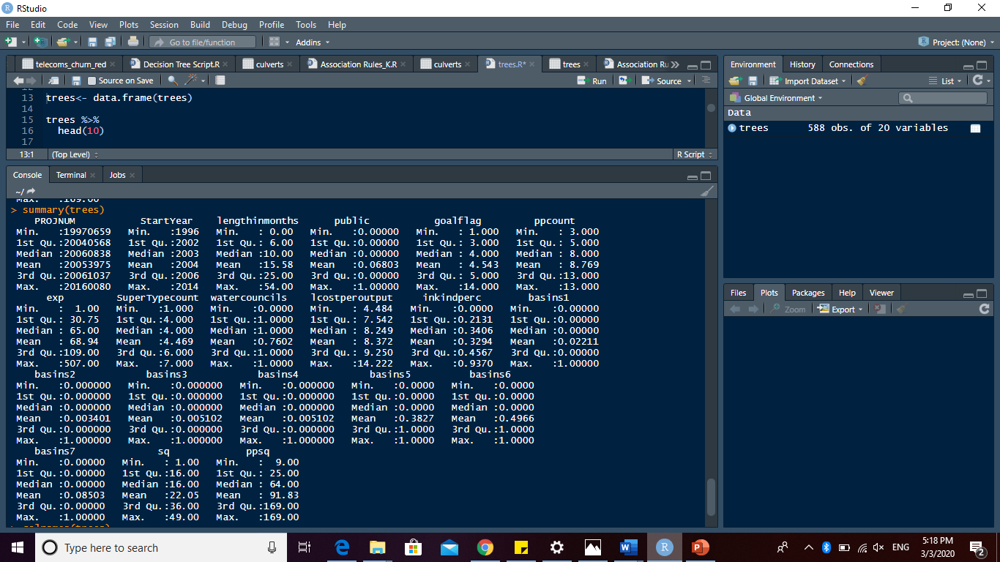 RStudio
File Edit Code View Plots Session Build Debug Profile Tools Help
Go to file/function Addins Project: (None)
telecoms_churn_red Decision Tree Script.R culverts Association Rules_K.R culverts trees.R* trees Association Ru
Source on Save Run Source
13 trees<- data.frame(trees)
14
15 trees %>%
16 head(10)
17
13:1 (Top Level) R Script
Console Terminal Jobs
~/
Max. :169.00
> summary(trees)
PROJNUM StartYear lengthinmonths public goalflag ppcount
Min. :19970659 Min. :1996 Min. : 0.00 Min. :0.00000 Min. : 1.000 Min. : 3.000
1st Qu.:20040568 1st Qu.:2002 1st Qu.: 6.00 1st Qu.:0.00000 1st Qu.: 3.000 1st Qu.: 5.000
Median :20060838 Median :2003 Median :10.00 Median :0.00000 Median : 4.000 Median : 8.000
Mean :20053975 Mean :2004 Mean :15.58 Mean :0.06803 Mean : 4.543 Mean : 8.769
3rd Qu.:20061037 3rd Qu.:2006 3rd Qu.:25.00 3rd Qu.:0.00000 3rd Qu.: 5.000 3rd Qu.:13.000
Max. :20160080 Max. :2014 Max. :54.00 Max. :1.00000 Max. :14.000 Max. :13.000
exp SuperTypecount watercouncils lcostperoutput inkindperc basins1
Min. : 1.00 Min. :1.000 Min. :0.0000 Min. : 4.484 Min. :0.0000 Min. :0.00000
1st Qu.: 30.75 1st Qu.:4.000 1st Qu.:1.0000 1st Qu.: 7.542 1st Qu.:0.2131 1st Qu.:0.00000
Median : 65.00 Median :4.000 Median :1.0000 Median : 8.249 Median :0.3406 Median :0.00000
Mean : 68.94 Mean :4.469 Mean :0.7602 Mean : 8.372 Mean :0.3294 Mean :0.02211
3rd Qu.:109.00 3rd Qu.:6.000 3rd Qu.:1.0000 3rd Qu.: 9.250 3rd Qu.:0.4567 3rd Qu.:0.00000
Max. :507.00 Max. :7.000 Max. :1.0000 Max. :14.222 Max. :0.9370 Max. :1.00000
basins2 basins3 basins4 basins5 basins6
Min. :0.000000 Min. :0.000000 Min. :0.000000 Min. :0.0000 Min. :0.0000
1st Qu.:0.000000 1st Qu.:0.000000 1st Qu.:0.000000 1st Qu.:0.0000 1st Qu.:0.0000
Median :0.000000 Median :0.000000 Median :0.000000 Median :0.0000 Median :0.0000
Mean :0.003401 Mean :0.005102 Mean :0.005102 Mean :0.3827 Mean :0.4966
3rd Qu.:0.000000 3rd Qu.:0.000000 3rd Qu.:0.000000 3rd Qu.:1.0000 3rd Qu.:1.0000
Max. :1.000000 Max. :1.000000 Max. :1.000000 Max. :1.0000 Max. :1.0000
basins7 sq ppsq
Min. :0.00000 Min. : 1.00 Min. : 9.00
1st Qu.:0.00000 1st Qu.:16.00 1st Qu.: 25.00
Median :0.00000 Median :16.00 Median : 64.00
Mean :0.08503 Mean :22.05 Mean : 91.83
3rd Qu.:0.00000 3rd Qu.:36.00 3rd Qu.:169.00
Max. :1.00000 Max. :49.00 Max. :169.00
Environment History Connections
Import Dataset List
Global Environment
Data
trees 588 obs. of 20 variables
Files Plots Packages Help Viewer
Zoom Export
Type here to search
ENG
5:18 PM
3/3/2020
2